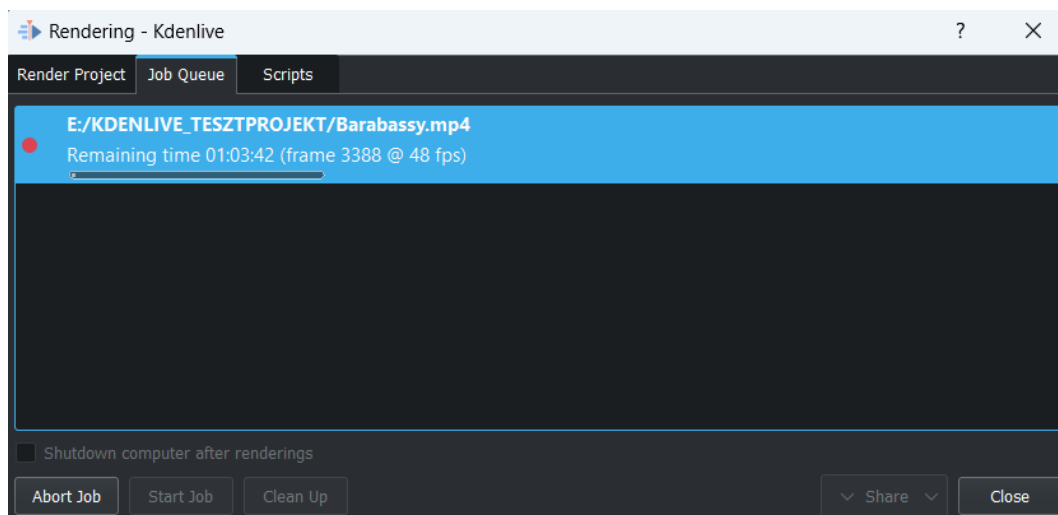 Rendering - Kdenlive ?
Render Project Job Queue Scripts
E:/KDENLIVE_TESZTPROJEKT/Barabassy.mp4
Remaining time 01:03:42 (frame 3388 @ 48 fps)
Shutdown computer after renderings
Abort Job Start Job Clean Up Share Close